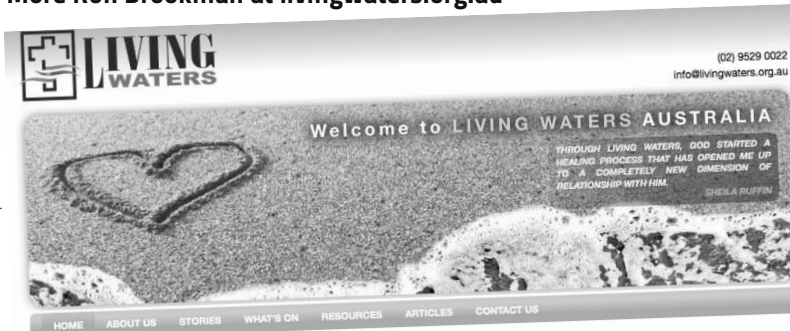 More Ron Brookman at livingwaters.org.au
LIVING
WATERS
(02) 9529 0022
info@livingwaters.org.au
Welcome to LIVING WATERS AUSTRALIA
THROUGH LIVING WATERS, GOD STARTED A
HEALING PROCESS THAT HAS OPENED ME UP
TO A COMPLETELY NEW DIMENSION OF
RELATIONSHIP WITH HIM.
SHEILA RUFFIN
HOME ABOUT US STORIES WHAT'S ON RESOURCES ARTICLES CONTACT US